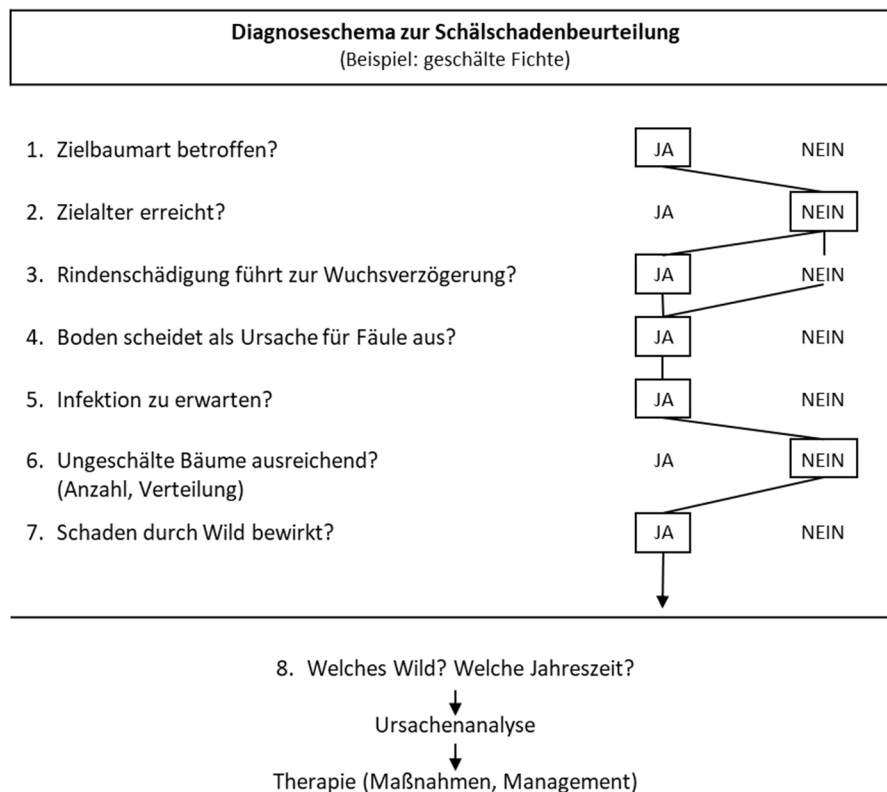 Diagnoseschema zur Schälschadenbeurteilung
(Beispiel: geschälte Fichte)
1. Zielbaumart betroffen? JA NEIN
2. Zielalter erreicht? JA NEIN
3. Rindenschädigung führt zur Wuchsverzögerung? JA NEIN
4. Boden scheidet als Ursache für Fäule aus? JA NEIN
5. Infektion zu erwarten? JA NEIN
6. Ungeschälte Bäume ausreichend? JA NEIN
(Anzahl, Verteilung)
7. Schaden durch Wild bewirkt? JA NEIN
8. Welches Wild? Welche Jahreszeit?
Ursachenanalyse
Therapie (Maßnahmen, Management)